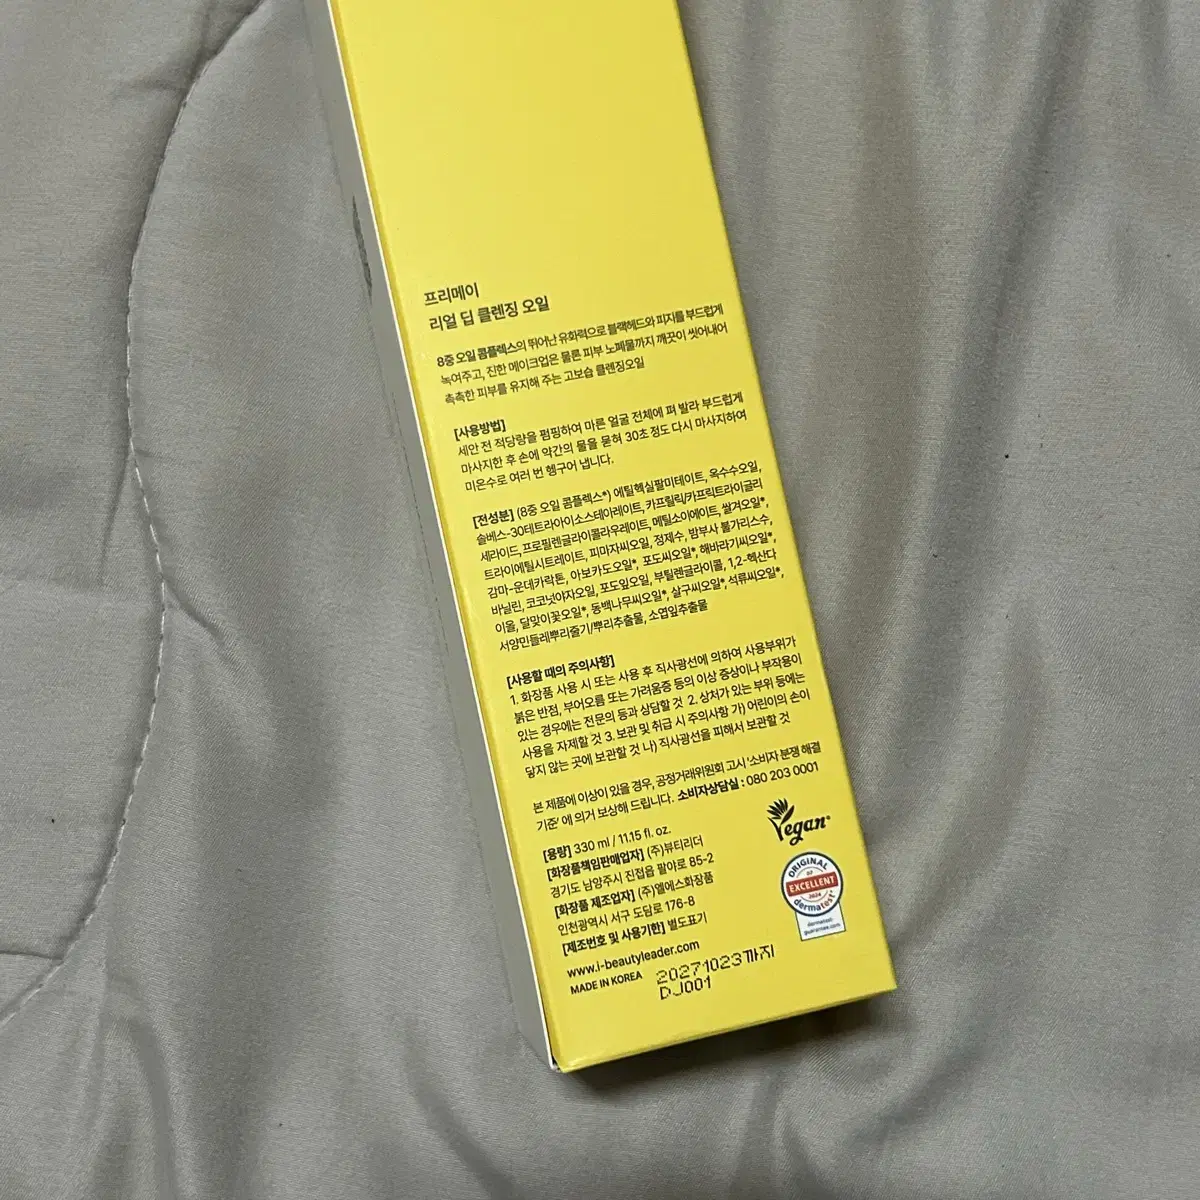 프리메이
리얼 딥 클렌징 오일
8중 오일 콤플렉스의 뛰어난 유화력으로 블랙헤드와 피지를 부드럽게
녹여주고, 진한 메이크업은 물론 피부 노폐물까지 깨끗이 씻어내어
촉촉한 피부를 유지해 주는 고보습 클렌징오일
[사용방법]
세안 전 적당량을 펌핑하여 마른 얼굴 전체에 펴 발라 부드럽게
마사지한 후 손에 약간의 물을 묻혀 30초 정도 다시 마사지하여
미온수로 여러 번 헹구어 냅니다.
[전성분] (8중 오일 콤플렉스*) 에틸헥실팔미테이트, 옥수수오일,
솔베스-30테트라아이소스테아레이트, 카프릴릭/카프릭트라이글리
세라이드, 프로필렌글라이콜라우레이트, 메틸소이에이트, 쌀겨오일*,
트라이에틸시트레이트, 피마자씨오일, 정제수, 밤부사 불가리스수,
감마-운데카락톤, 아보카도오일*, 포도씨오일*, 해바라기씨오일*,
바닐린, 코코넛야자오일, 포도잎오일, 부틸렌글라이콜, 1,2-헥산다
이올, 달맞이꽃오일*, 동백나무씨오일*, 살구씨오일*, 석류씨오일*,
서양민들레뿌리줄기/뿌리추출물, 소엽잎추출물
[사용할 때의 주의사항]
1. 화장품 사용 시 또는 사용 후 직사광선에 의하여 사용부위가
붉은 반점, 부어오름 또는 가려움증 등의 이상 증상이나 부작용이
있는 경우에는 전문의 등과 상담할 것 2. 상처가 있는 부위 등에는
사용을 자제할 것 3. 보관 및 취급 시 주의사항 가) 어린이의 손이
닿지 않는 곳에 보관할 것 나) 직사광선을 피해서 보관할 것
본 제품에 이상이 있을 경우, 공정거래위원회 고시 '소비자 분쟁 해결
기준' 에 의거 보상해 드립니다. 소비자상담실 : 080 203 0001
[용량] 330 ml / 11.15 fl. oz.
[화장품책임판매업자] (주)뷰티리더
경기도 남양주시 진접읍 팔야로 85-2
[화장품 제조업자] (주)엘에스화장품
인천광역시 서구 도담로 176-8
[제조번호 및 사용기한] 별도표기
www.i-beautyleader.com
MADE IN KOREA
20271023까지
DJ001
Vegan
ORIGINAL
EXCELLENT
2024
dermatest
dermatest-
guarantee.com